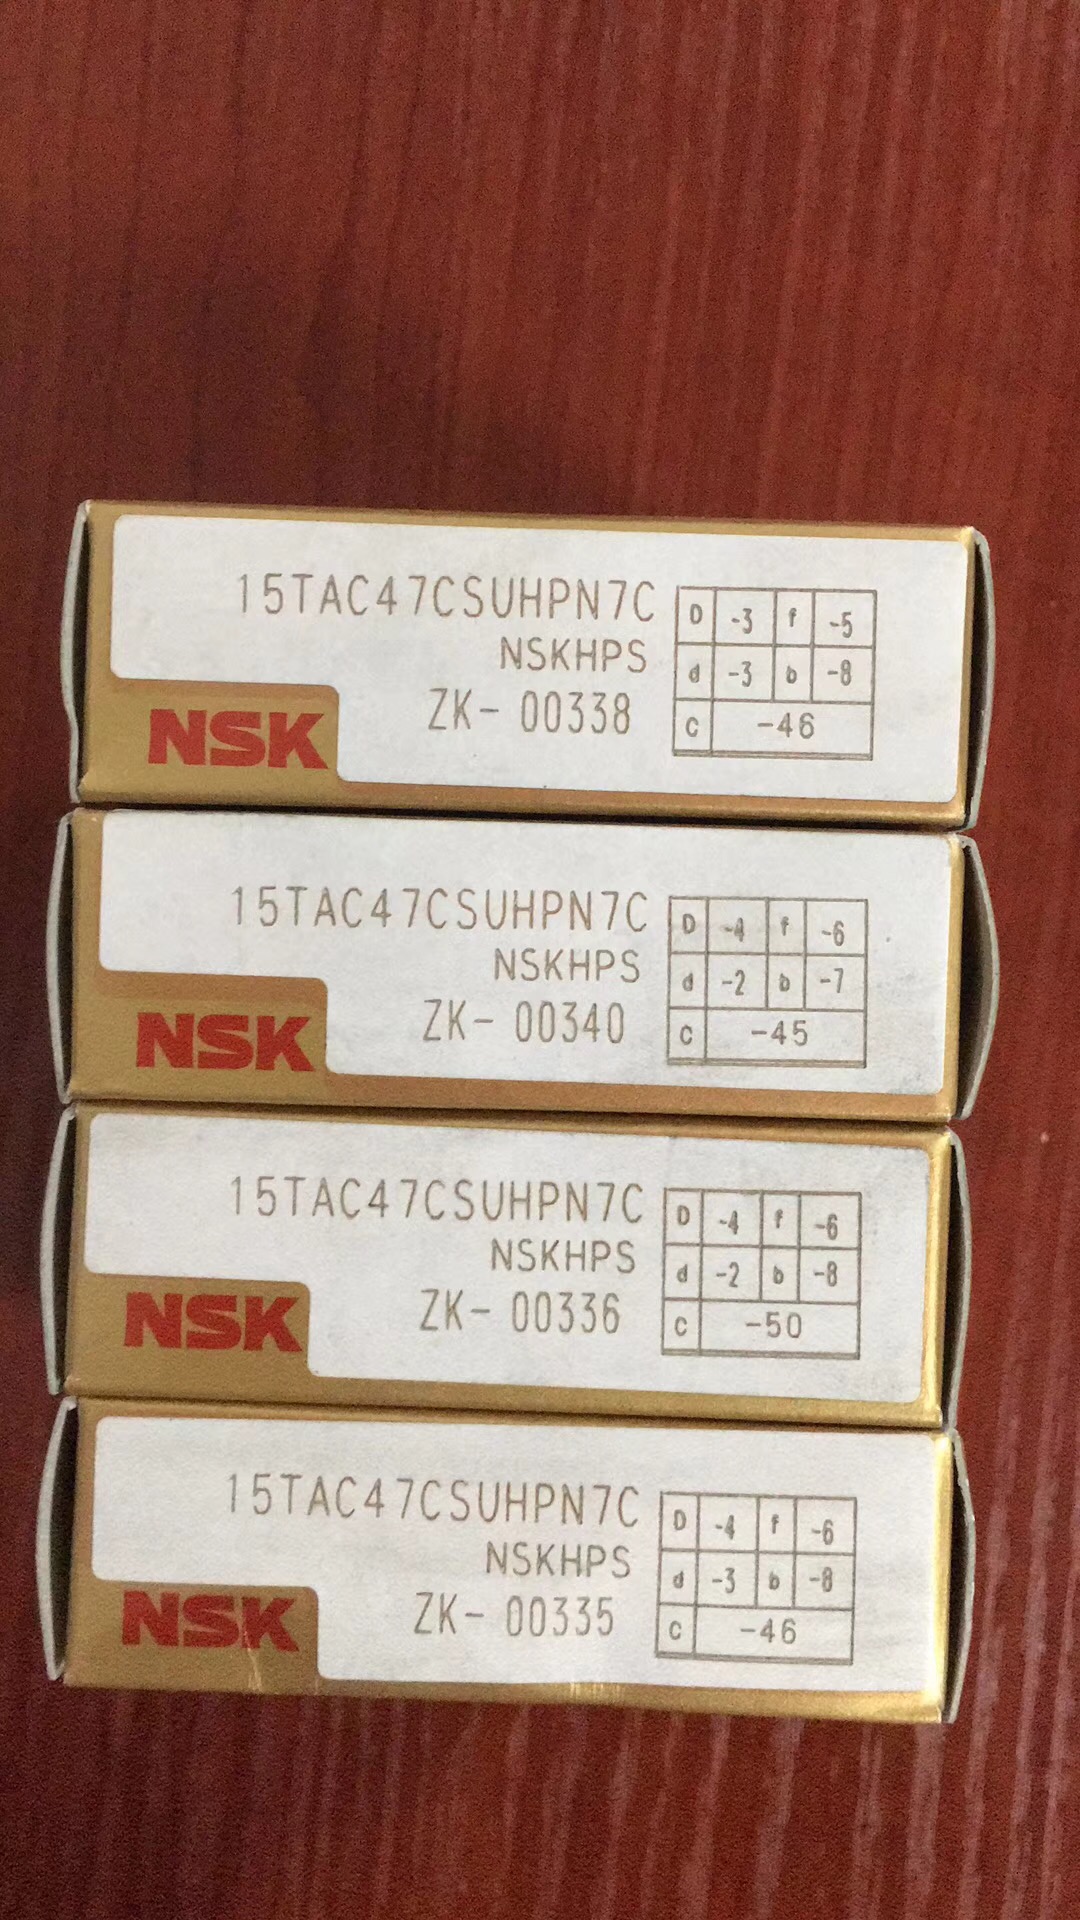 15TAC47CSUHPN7C
NSKHPS
ZK- 00338
D -3 f -5
d -3 b -8
C -46
NSK
15TAC47CSUHPN7C
NSKHPS
ZK- 00340
D -4 f -6
d -2 b -7
C -45
NSK
15TAC47CSUHPN7C
NSKHPS
ZK- 00336
D -4 f -6
d -2 b -8
C -50
NSK
15TAC47CSUHPN7C
NSKHPS
ZK- 00335
D -4 f -6
d -3 b -8
C -46
NSK